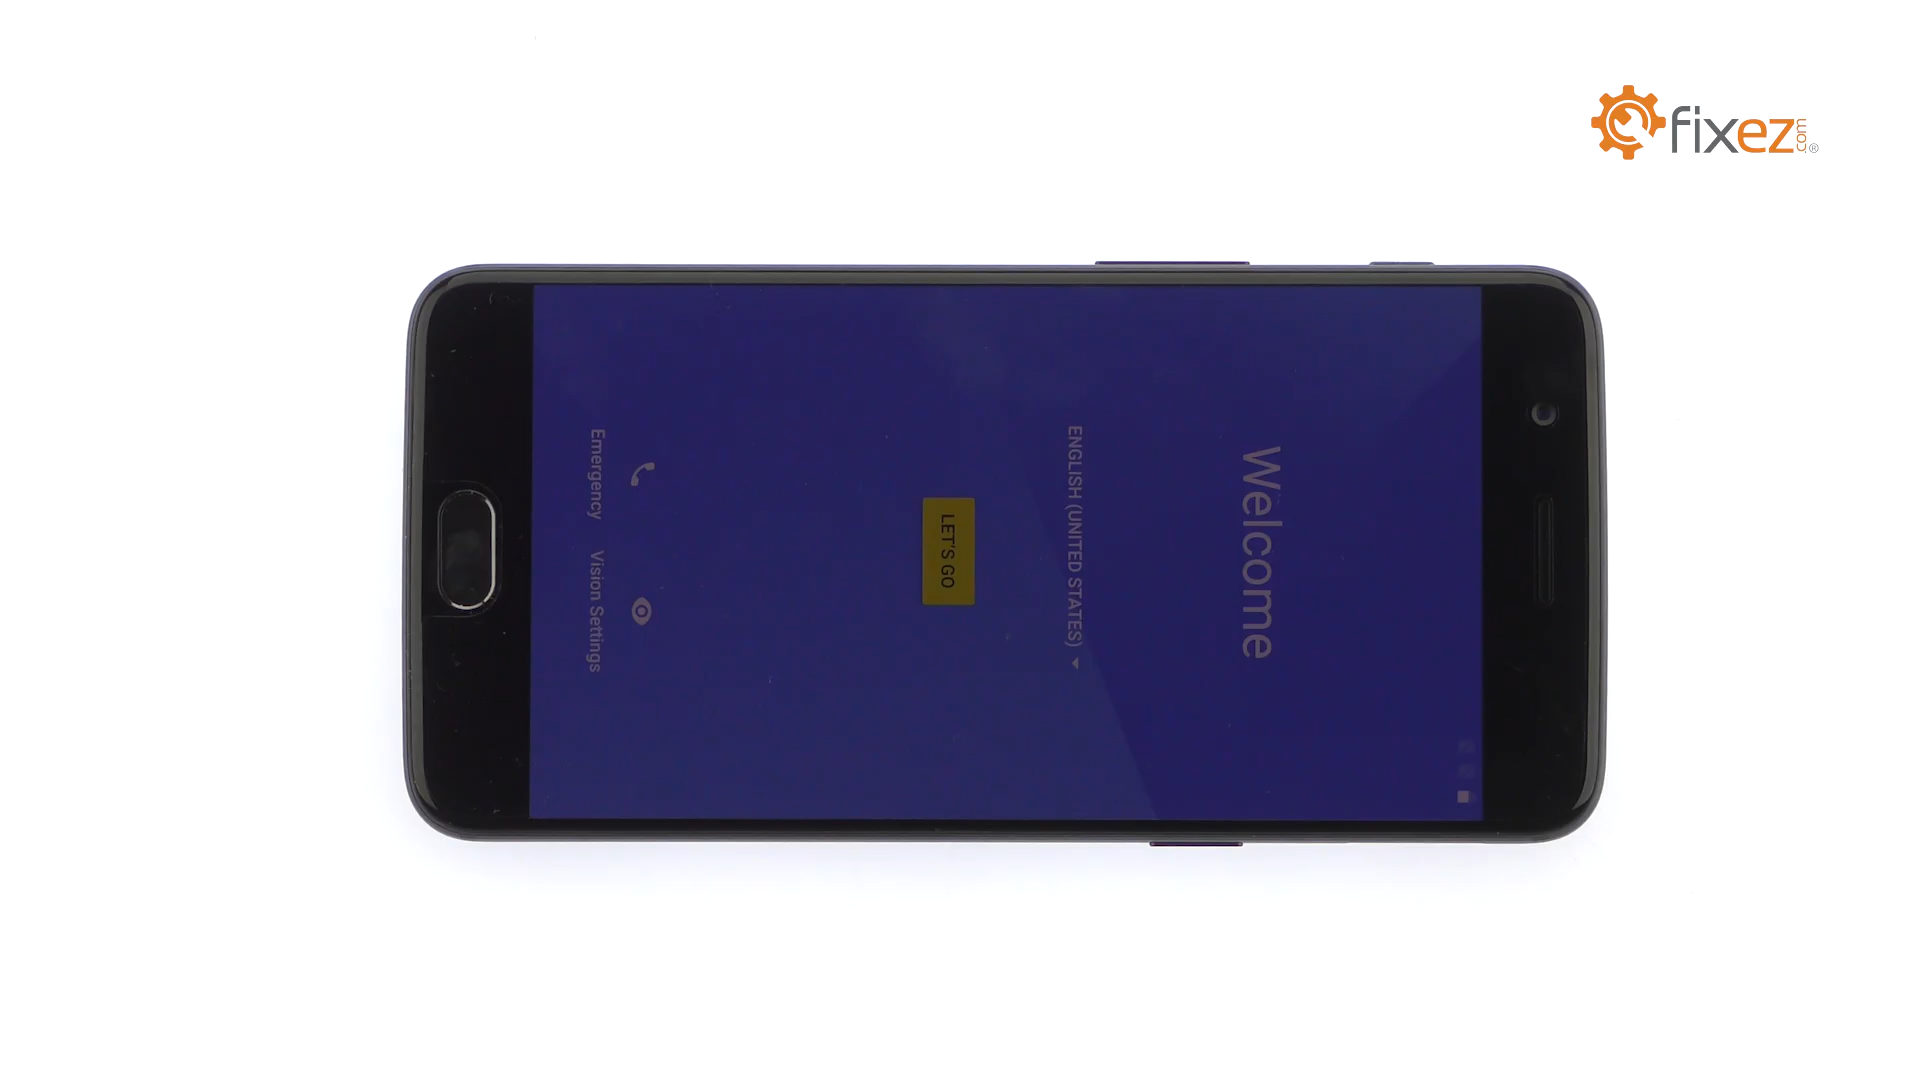 fixez.com®
Welcome
ENGLISH (UNITED STATES)
LET'S GO
Emergency
Vision Settings